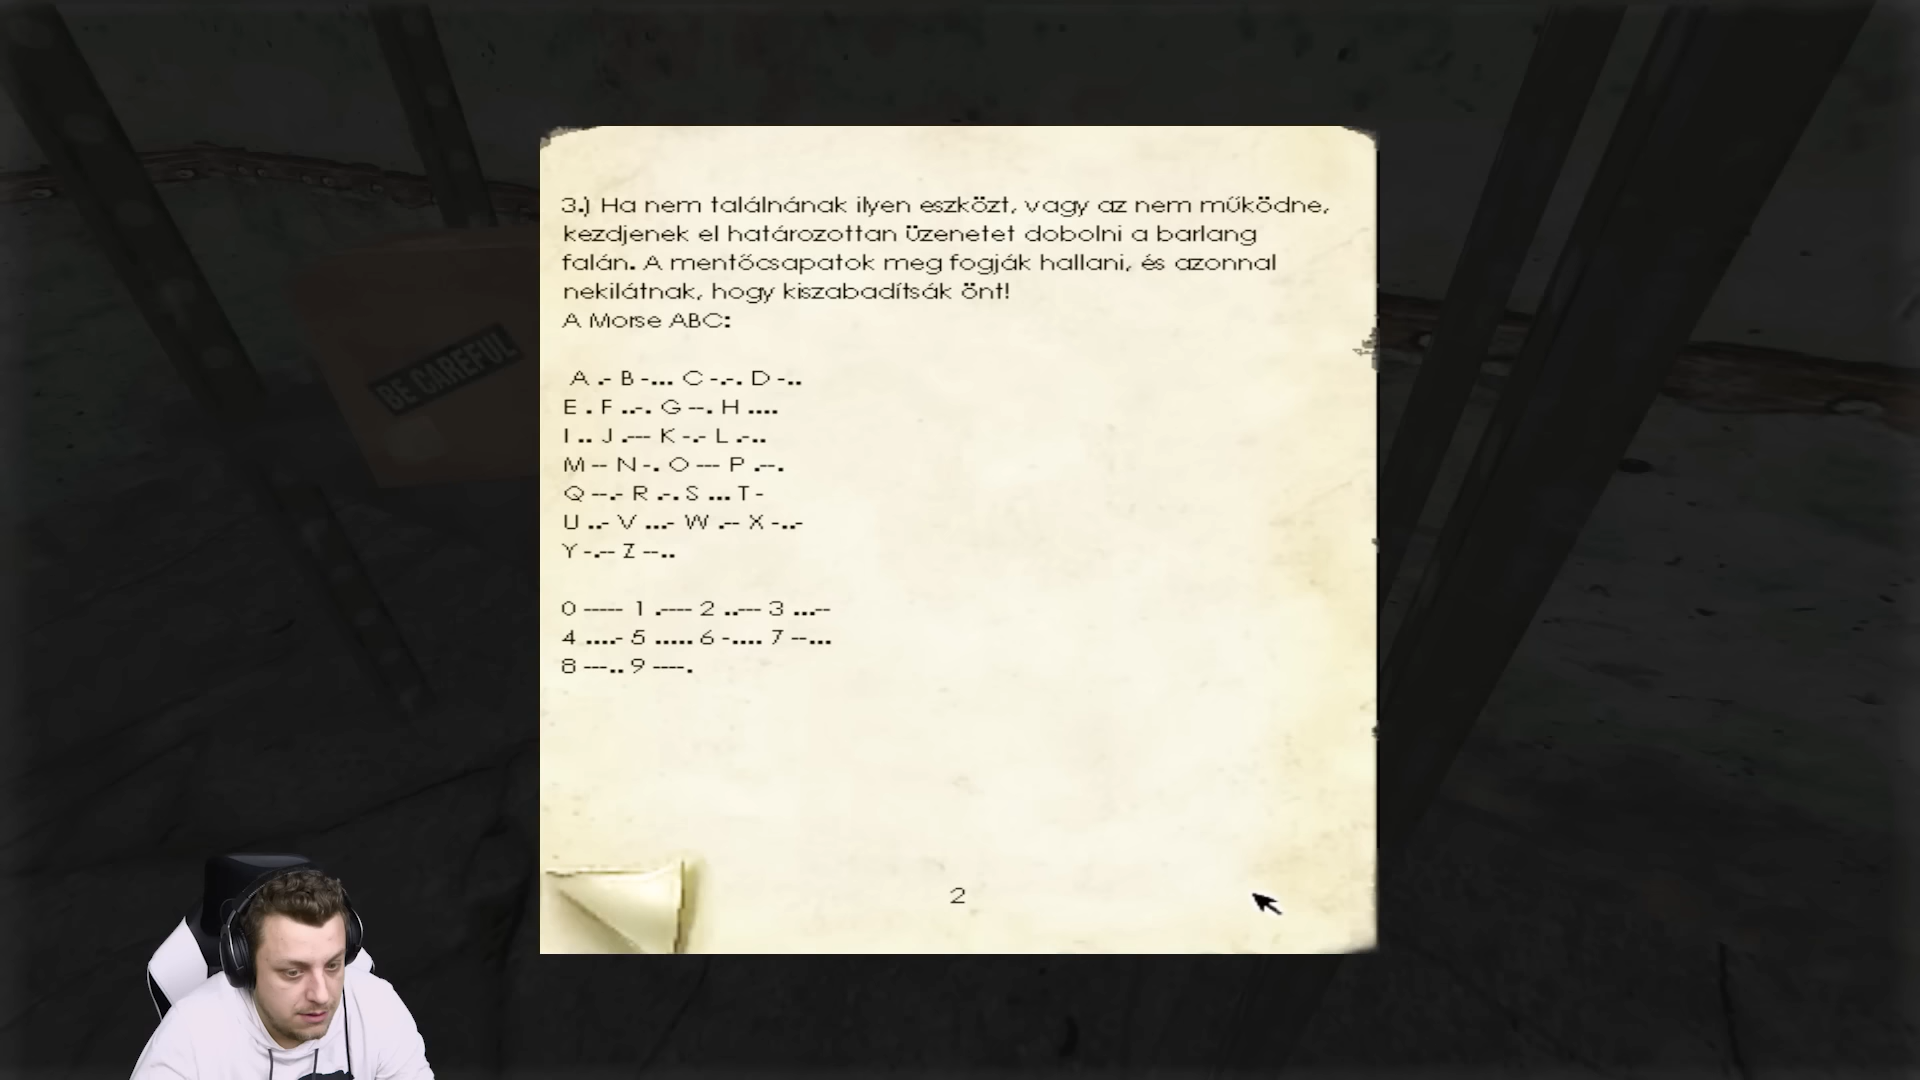 3.) Ha nem találnának ilyen eszközt, vagy az nem működne,
kezdjenek el határozottan üzenetet dobolni a barlang
falán. A mentőcsapatok meg fogják hallani, és azonnal
nekilátnak, hogy kiszabadítsák önt!
A Morse ABC:
A .- B -... C -.-. D -..
E . F ..-. G --. H ....
I .. J .--- K -.- L .-..
M -- N -. O --- P .--.
Q --.- R .-. S ... T -
U ..- V ...- W .-- X -..-
Y -.-- Z --..
0 ----- 1 .---- 2 ..--- 3 ...--
4 ....- 5 ..... 6 -.... 7 --...
8 ---.. 9 ----.
2
BE CAREFUL